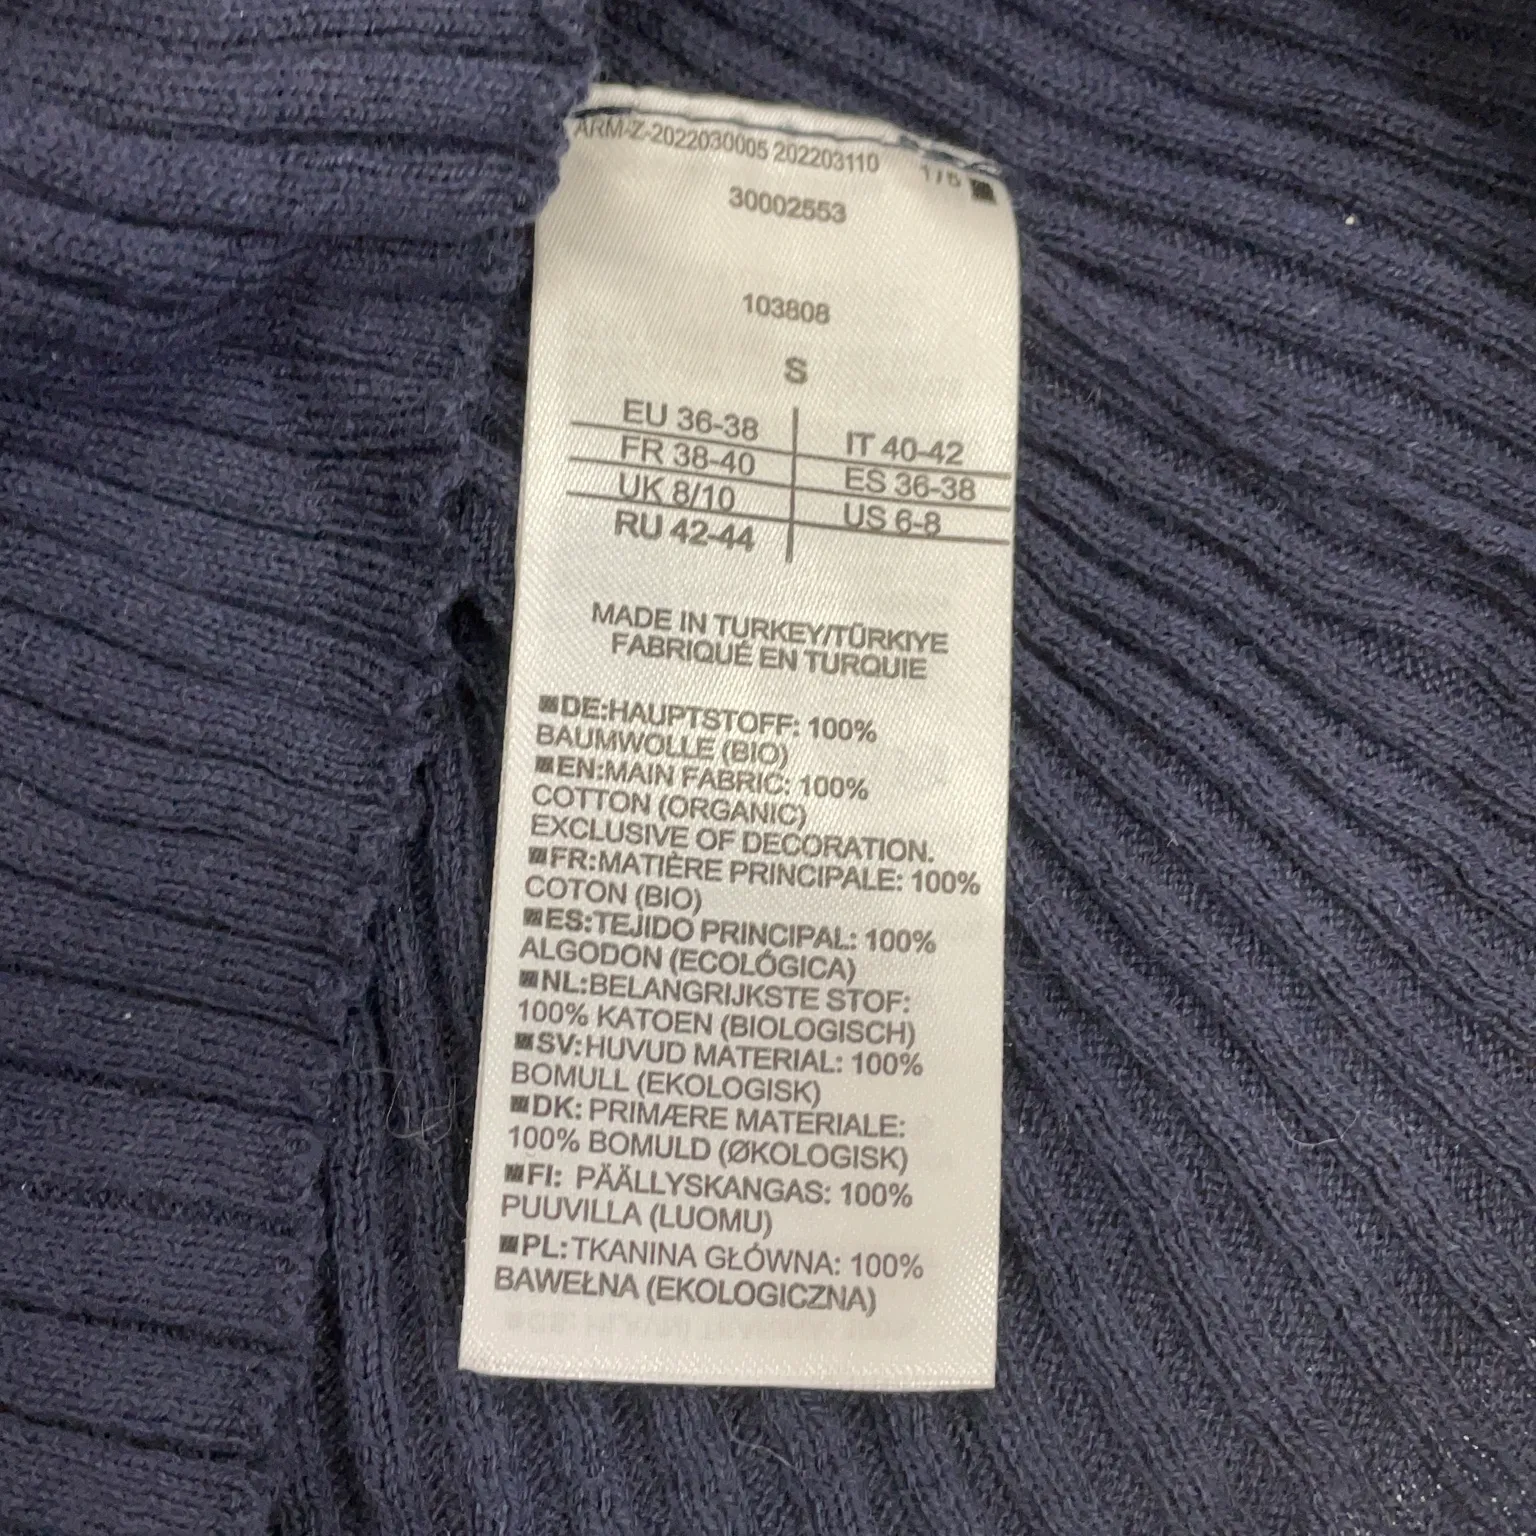 ARM-Z-2022030005 202203110 1/5
30002553
103808
S
EU 36-38 IT 40-42
FR 38-40 ES 36-38
UK 8/10 US 6-8
RU 42-44
MADE IN TURKEY/TÜRKIYE
FABRIQUÉ EN TURQUIE
DE:HAUPTSTOFF: 100%
BAUMWOLLE (BIO)
EN:MAIN FABRIC: 100%
COTTON (ORGANIC)
EXCLUSIVE OF DECORATION.
FR:MATIÈRE PRINCIPALE: 100%
COTON (BIO)
ES:TEJIDO PRINCIPAL: 100%
ALGODON (ECOLÓGICA)
NL:BELANGRIJKSTE STOF:
100% KATOEN (BIOLOGISCH)
SV:HUVUD MATERIAL: 100%
BOMULL (EKOLOGISK)
DK: PRIMÆRE MATERIALE:
100% BOMULD (ØKOLOGISK)
FI: PÄÄLLYSKANGAS: 100%
PUUVILLA (LUOMU)
PL:TKANINA GŁÓWNA: 100%
BAWEŁNA (EKOLOGICZNA)